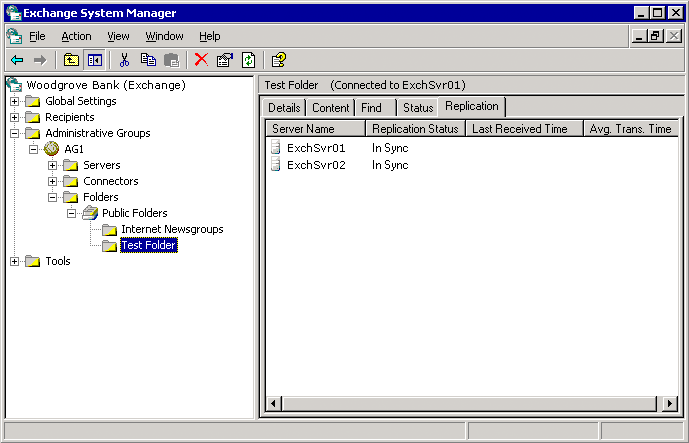 Exchange System Manager
File Action View Window Help
Woodgrove Bank (Exchange)
Global Settings
Recipients
Administrative Groups
AG1
Servers
Connectors
Folders
Public Folders
Internet Newsgroups
Test Folder
Tools
Test Folder (Connected to ExchSvr01)
Details Content Find Status Replication
Server Name Replication Status Last Received Time Avg. Trans. Time
ExchSvr01 In Sync
ExchSvr02 In Sync